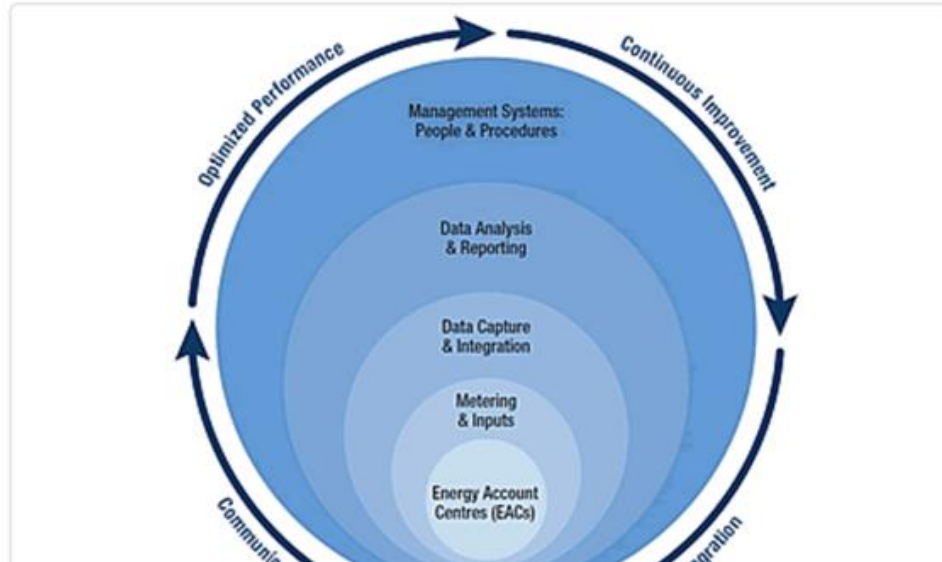 Optimized Performance
Continuous Improvement
Management Systems:
People & Procedures
Data Analysis
& Reporting
Data Capture
& Integration
Metering
& Inputs
Energy Account
Centres (EACs)